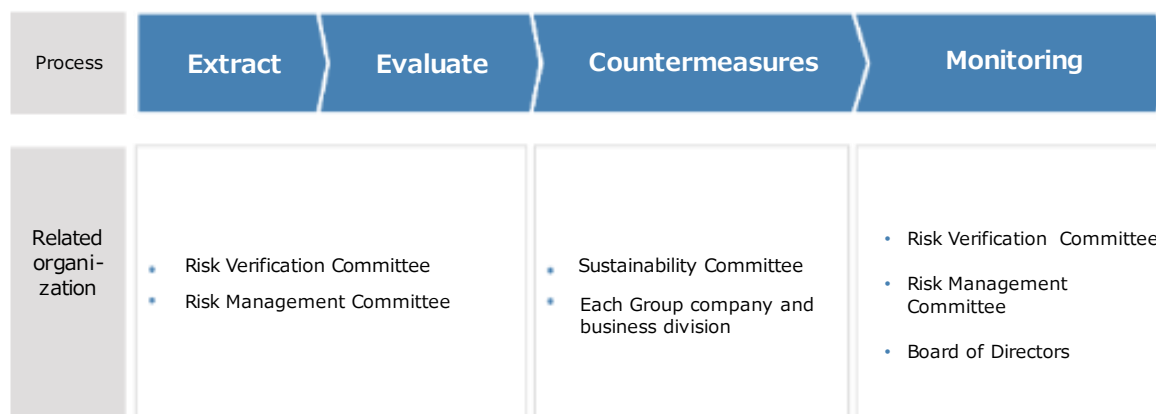 Process
Extract
Evaluate
Countermeasures
Monitoring
Related
organi-
zation
• Risk Verification Committee
• Risk Management Committee
• Sustainability Committee
• Each Group company and
business division
• Risk Verification Committee
• Risk Management
Committee
• Board of Directors